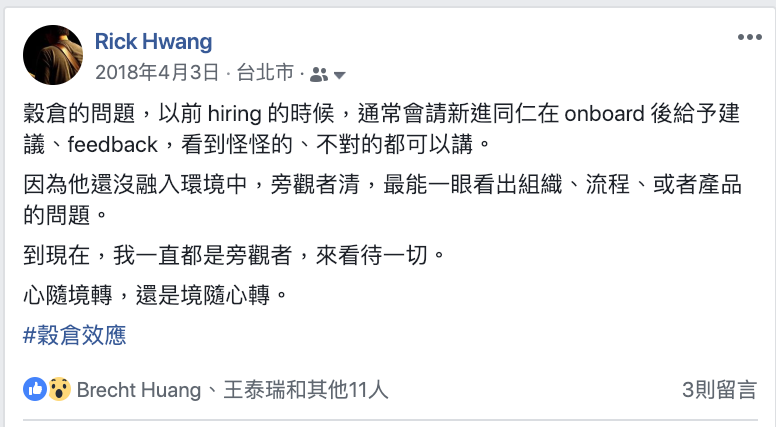 Rick Hwang
2018年4月3日 · 台北市 ·
穀倉的問題，以前 hiring 的時候，通常會請新進同仁在 onboard 後給予建
議、feedback，看到怪怪的、不對的都可以講。
因為他還沒融入環境中，旁觀者清，最能一眼看出組織、流程、或者產品
的問題。
到現在，我一直都是旁觀者，來看待一切。
心隨境轉，還是境隨心轉。
#穀倉效應
Brecht Huang、王泰瑞和其他11人
3則留言